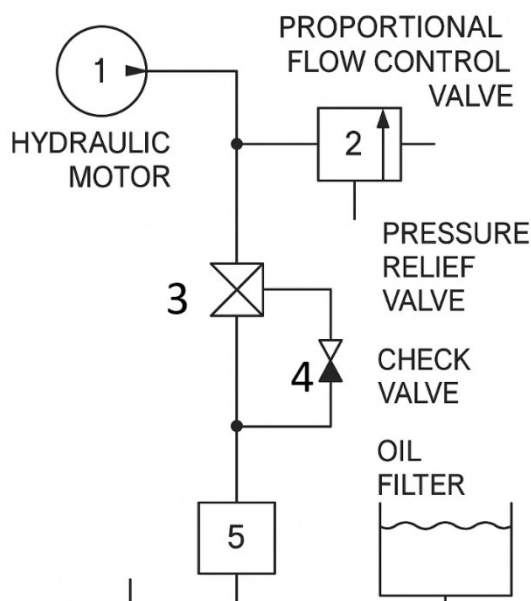 PROPORTIONAL
FLOW CONTROL
VALVE
1
2
HYDRAULIC
MOTOR
PRESSURE
RELIEF
VALVE
3
4
CHECK
VALVE
OIL
FILTER
5